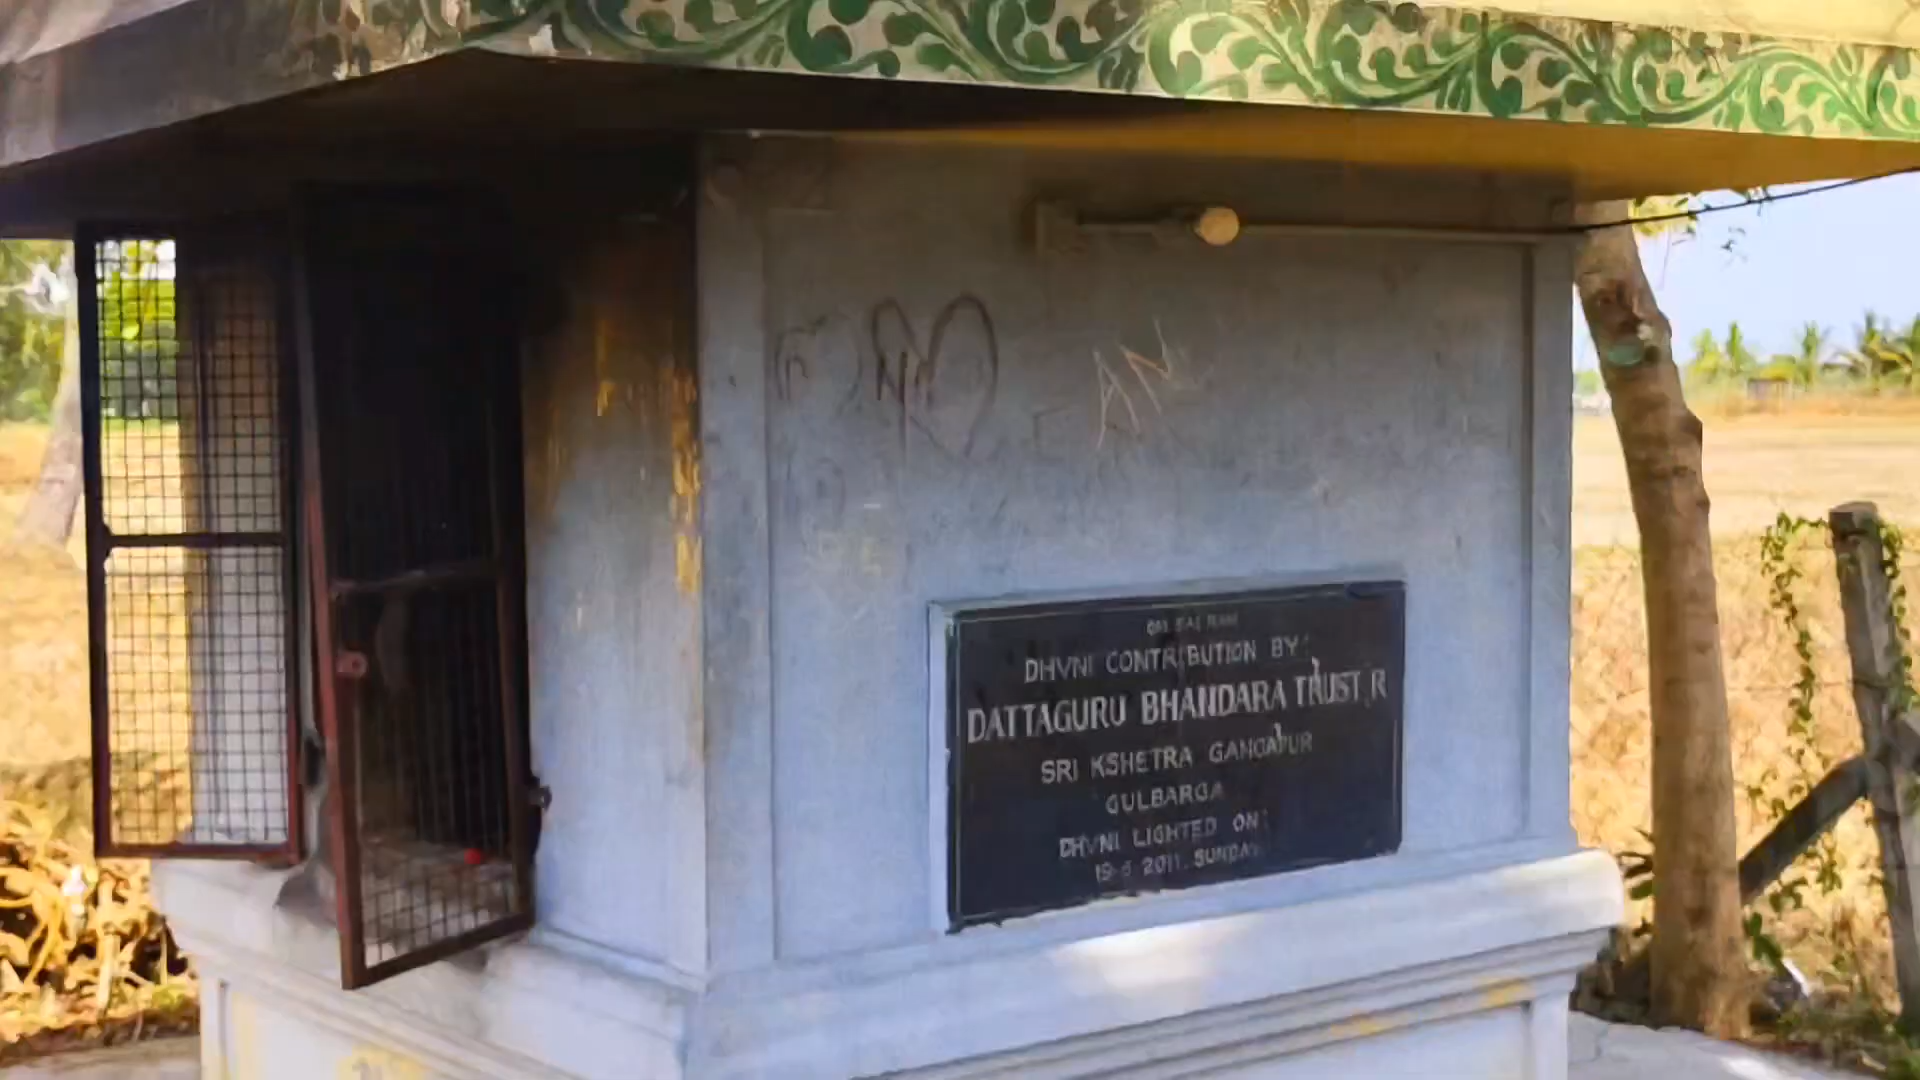 OM SAI RAM
DHVNI CONTRIBUTION BY:
DATTAGURU BHANDARA TRUST R
SRI KSHETRA GANGAPUR
GULBARGA
DHVNI LIGHTED ON:
19-6-2011. SUNDAY
AN
N